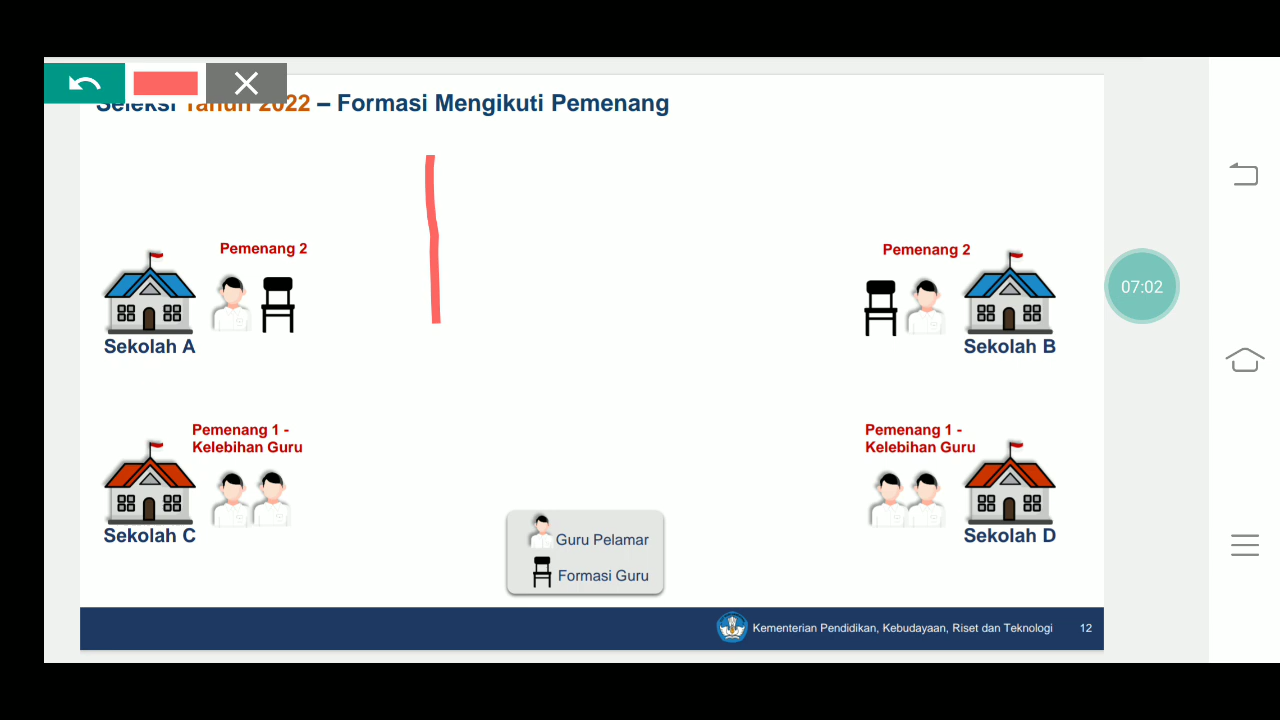 Seleksi Tahun 2022 – Formasi Mengikuti Pemenang
Pemenang 2
Pemenang 2
07:02
Sekolah A
Sekolah B
Pemenang 1 -
Kelebihan Guru
Pemenang 1 -
Kelebihan Guru
Sekolah C
Sekolah D
Guru Pelamar
Formasi Guru
Kementerian Pendidikan, Kebudayaan, Riset dan Teknologi 12